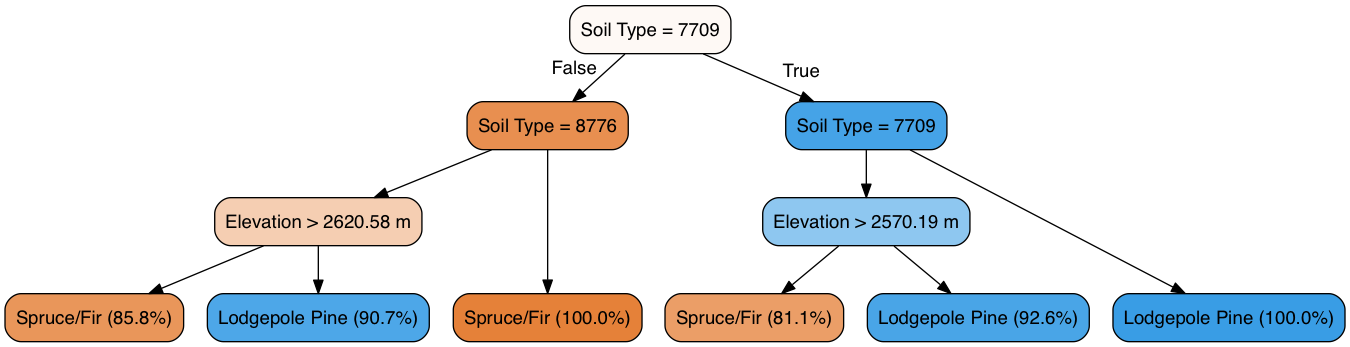 Soil Type = 7709
False
True
Soil Type = 8776
Soil Type = 7709
Elevation > 2620.58 m
Elevation > 2570.19 m
Spruce/Fir (85.8%)
Lodgepole Pine (90.7%)
Spruce/Fir (100.0%)
Spruce/Fir (81.1%)
Lodgepole Pine (92.6%)
Lodgepole Pine (100.0%)